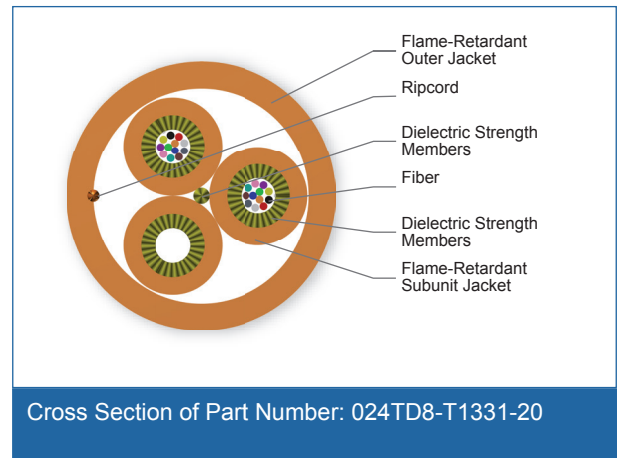 Flame-Retardant
Outer Jacket
Ripcord
Dielectric Strength
Members
Fiber
Dielectric Strength
Members
Flame-Retardant
Subunit Jacket
Cross Section of Part Number: 024TD8-T1331-20